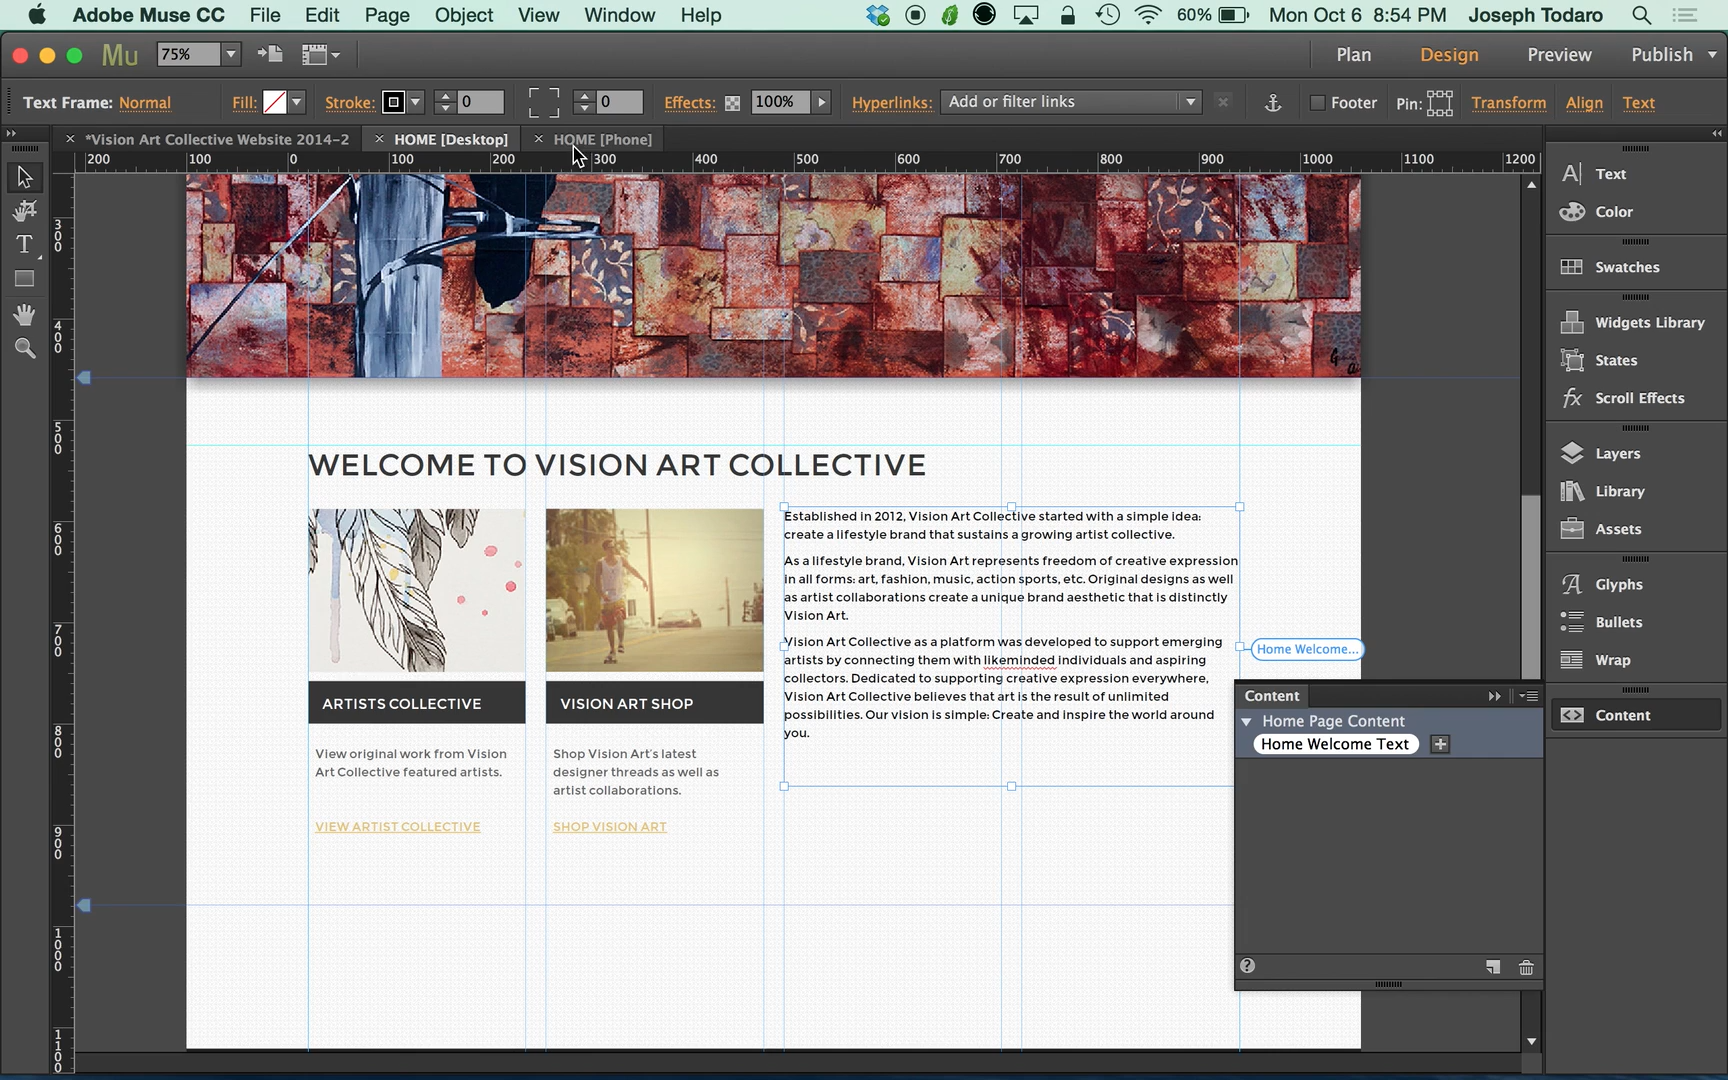 Adobe Muse CC File Edit Page Object View Window Help 60% Mon Oct 6 8:54 PM Joseph Todaro
Mu 75% Plan Design Preview Publish
Text Frame: Normal Fill: Stroke: 0 0 Effects: 100% Hyperlinks: Add or filter links Footer Pin: Transform Align Text
*Vision Art Collective Website 2014-2 HOME [Desktop] HOME [Phone]
200 100 0 100 200 300 400 500 600 700 800 900 1000 1100 1200
300
400
500
600
700
800
900
1000
1100
T
WELCOME TO VISION ART COLLECTIVE
ARTISTS COLLECTIVE
View original work from Vision
Art Collective featured artists.
VIEW ARTIST COLLECTIVE
VISION ART SHOP
Shop Vision Art's latest
designer threads as well as
artist collaborations.
SHOP VISION ART
Established in 2012, Vision Art Collective started with a simple idea:
create a lifestyle brand that sustains a growing artist collective.
As a lifestyle brand, Vision Art represents freedom of creative expression
in all forms: art, fashion, music, action sports, etc. Original designs as well
as artist collaborations create a unique brand aesthetic that is distinctly
Vision Art.
Vision Art Collective as a platform was developed to support emerging
artists by connecting them with likeminded individuals and aspiring
collectors. Dedicated to supporting creative expression everywhere,
Vision Art Collective believes that art is the result of unlimited
possibilities. Our vision is simple: Create and inspire the world around
you.
Home Welcome...
Content
Home Page Content
Home Welcome Text
Text
Color
Swatches
Widgets Library
States
Scroll Effects
Layers
Library
Assets
Glyphs
Bullets
Wrap
Content